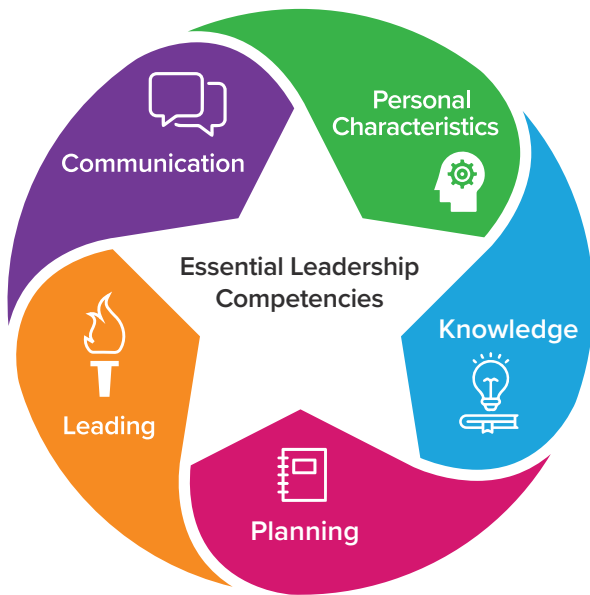 Personal
Characteristics
Communication
Essential Leadership
Competencies
Knowledge
Leading
Planning